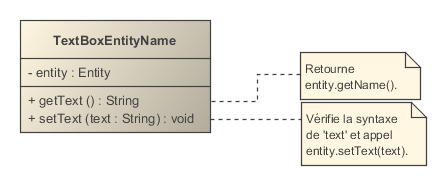 TextBoxEntityName
- entity : Entity
+ getText () : String
+ setText (text : String) : void
Retourne
entity.getName().
Vérifie la syntaxe
de 'text' et appel
entity.setText(text).